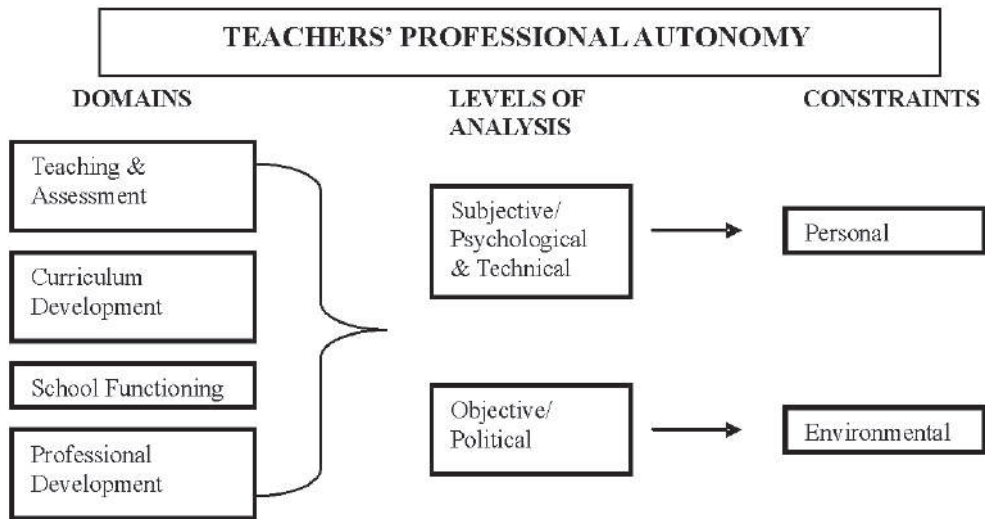 TEACHERS' PROFESSIONAL AUTONOMY
DOMAINS
Teaching &
Assessment
Curriculum
Development
School Functioning
Professional
Development
LEVELS OF
ANALYSIS
Subjective/
Psychological
& Technical
Objective/
Political
CONSTRAINTS
Personal
Environmental